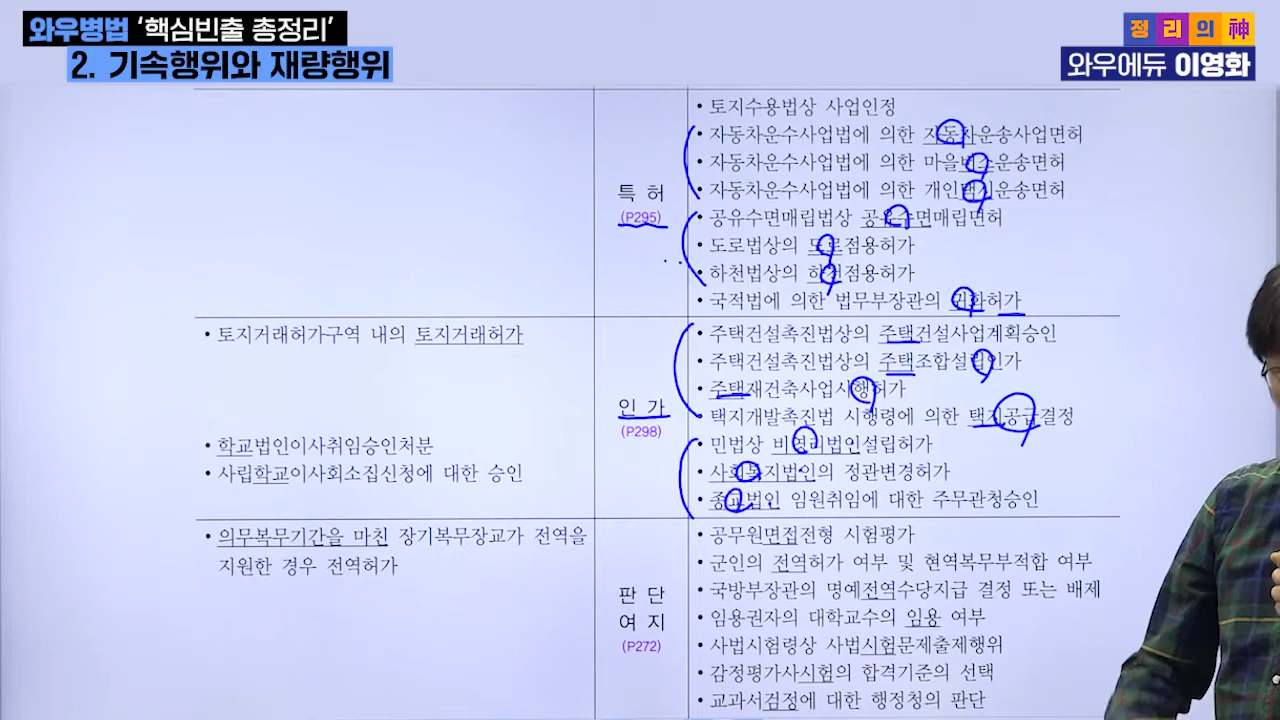 와우병법 '핵심빈출 총정리'
2. 기속행위와 재량행위
정리의神
와우에듀 이영화
특 허
(P295)
• 토지수용법상 사업인정
• 자동차운수사업법에 의한 자동차운송사업면허
• 자동차운수사업법에 의한 마을버스운송면허
• 자동차운수사업법에 의한 개인택시운송면허
• 공유수면매립법상 공유수면매립면허
• 도로법상의 도로점용허가
• 하천법상의 하천점용허가
• 국적법에 의한 법무부장관의 귀화허가
• 토지거래허가구역 내의 토지거래허가
• 학교법인이사취임승인처분
• 사립학교이사회소집신청에 대한 승인
인 가
(P298)
• 주택건설촉진법상의 주택건설사업계획승인
• 주택건설촉진법상의 주택조합설립인가
• 주택재건축사업시행허가
• 택지개발촉진법 시행령에 의한 택지공급결정
• 민법상 비영리법인설립허가
• 사회복지법인의 정관변경허가
• 종교법인 임원취임에 대한 주무관청승인
• 의무복무기간을 마친 장기복무장교가 전역을
지원한 경우 전역허가
판 단
여 지
(P272)
• 공무원면접전형 시험평가
• 군인의 전역허가 여부 및 현역복무부적합 여부
• 국방부장관의 명예전역수당지급 결정 또는 배제
• 임용권자의 대학교수의 임용 여부
• 사법시험령상 사법시험문제출제행위
• 감정평가사시험의 합격기준의 선택
• 교과서검정에 대한 행정청의 판단